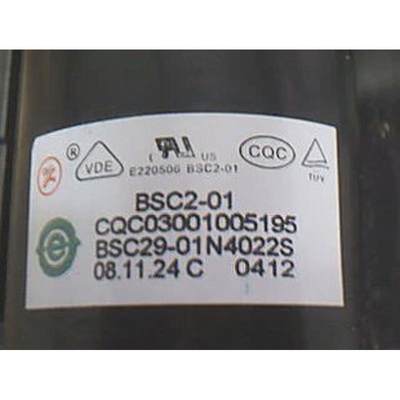 ® VDE US CQC TUV
E220506 BSC2-01
BSC2-01
CQC03001005195
BSC29-01N4022S
08.11.24 C 0412